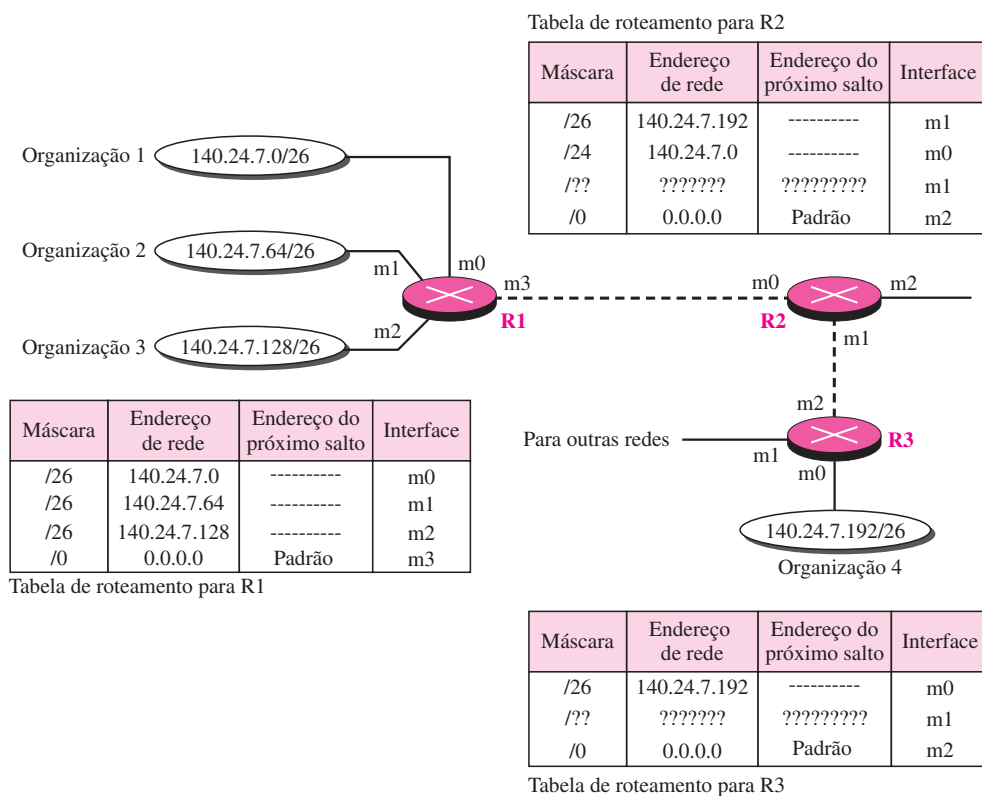 Tabela de roteamento para R2
Máscara
Endereço de rede
Endereço do próximo salto
Interface
/26 140.24.7.192 ---------- m1
/24 140.24.7.0 ---------- m0
/?? ??????? ????????? m1
/0 0.0.0.0 Padrão m2
Organização 1
140.24.7.0/26
Organização 2
140.24.7.64/26
Organização 3
140.24.7.128/26
m1
m0
m2
m3
R1
m0
m2
R2
m1
m2
Para outras redes
R3
m1
m0
140.24.7.192/26
Organização 4
Máscara
Endereço de rede
Endereço do próximo salto
Interface
/26 140.24.7.0 ---------- m0
/26 140.24.7.64 ---------- m1
/26 140.24.7.128 ---------- m2
/0 0.0.0.0 Padrão m3
Tabela de roteamento para R1
Máscara
Endereço de rede
Endereço do próximo salto
Interface
/26 140.24.7.192 ---------- m0
/?? ??????? ????????? m1
/0 0.0.0.0 Padrão m2
Tabela de roteamento para R3